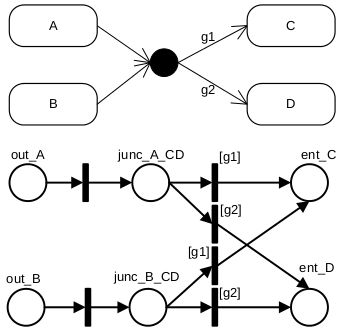 A
C
g1
B
g2
D
out_A
junc_A_CD
[g1]
ent_C
[g2]
[g1]
out_B
junc_B_CD
[g2]
ent_D